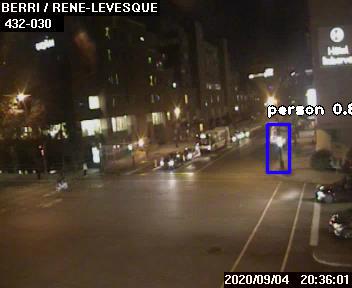 BERRI / RENE-LEVESQUE
432-030
Hôtel
person 0.8
2020/09/04 20:36:01